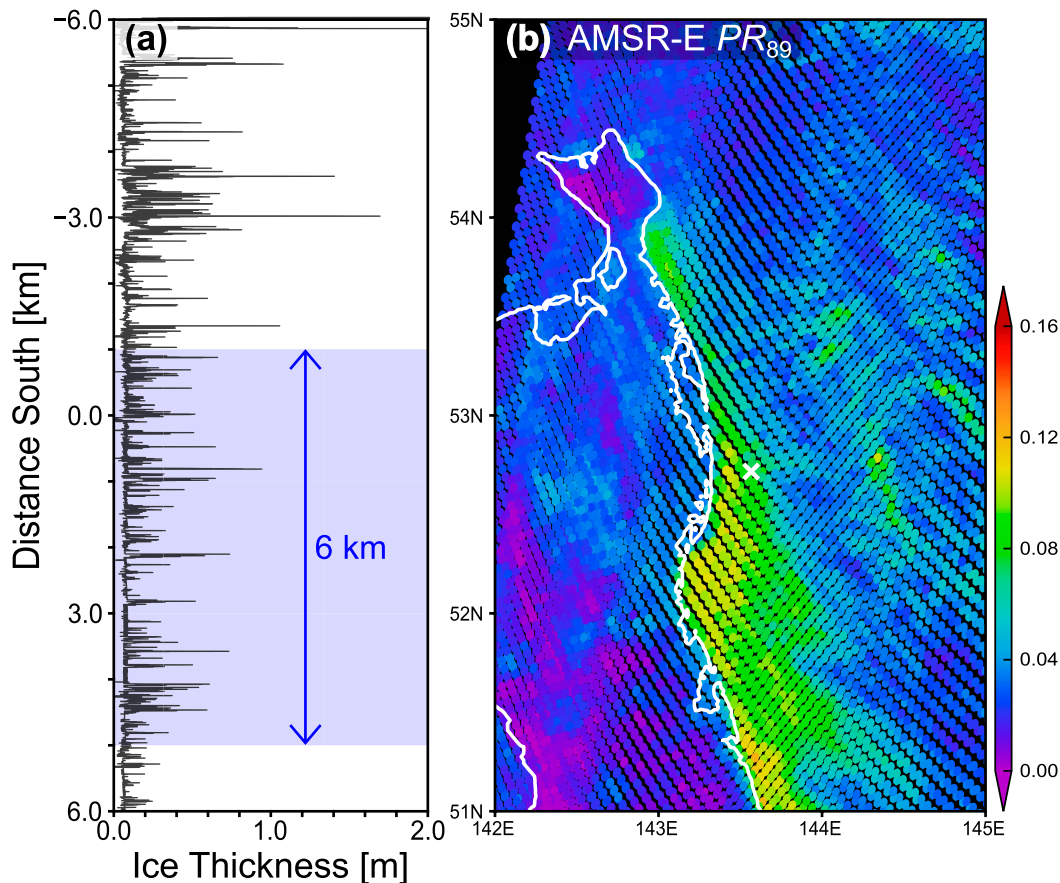 (a)
−6.0
−3.0
0.0
3.0
6.0
Distance South [km]
6 km
0.0
1.0
2.0
Ice Thickness [m]
(b) AMSR-E PR89
55N
54N
53N
52N
51N
142E
143E
144E
145E
0.16
0.12
0.08
0.04
0.00